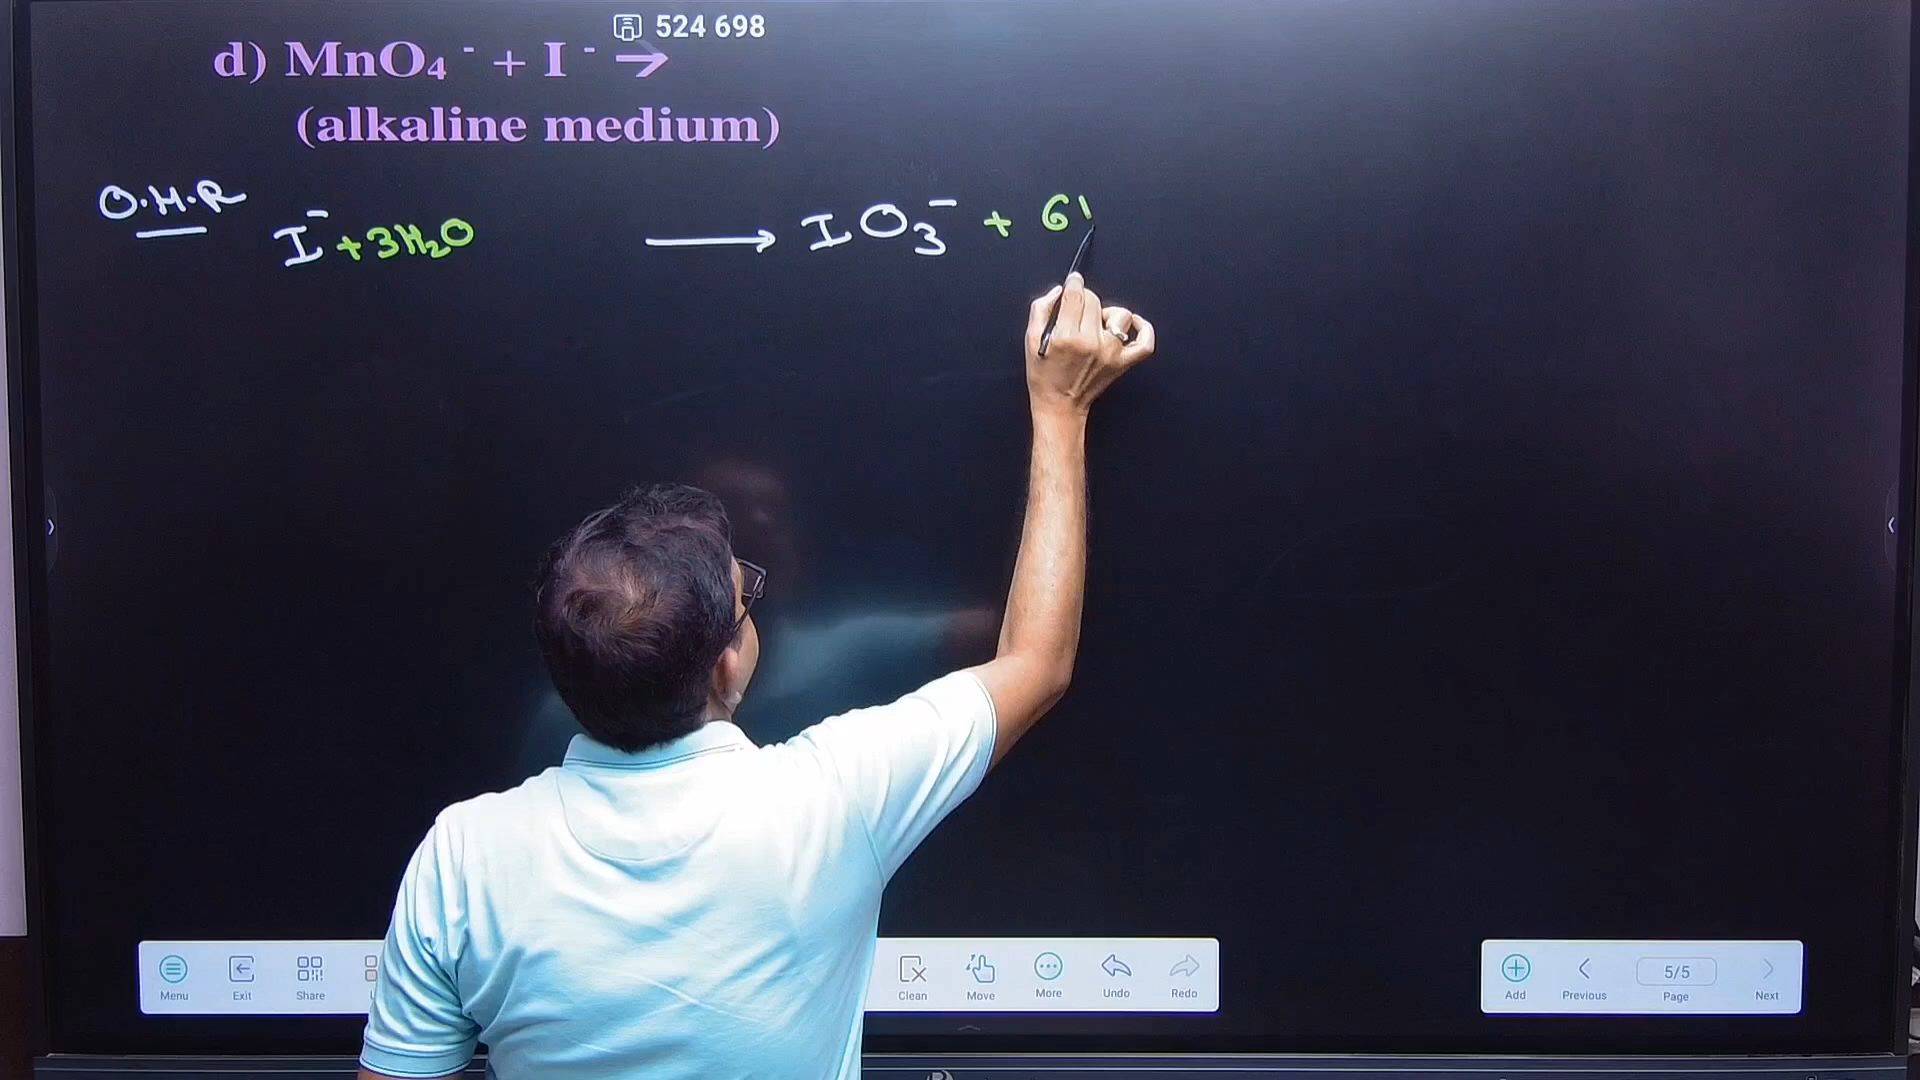 524 698
d) MnO₄⁻ + I⁻ →
(alkaline medium)
O.H.R
I⁻ + 3H₂O ⟶ IO₃⁻ + 6
Menu Exit Share Clean Move More Undo Redo
Add Previous 5/5 Page Next